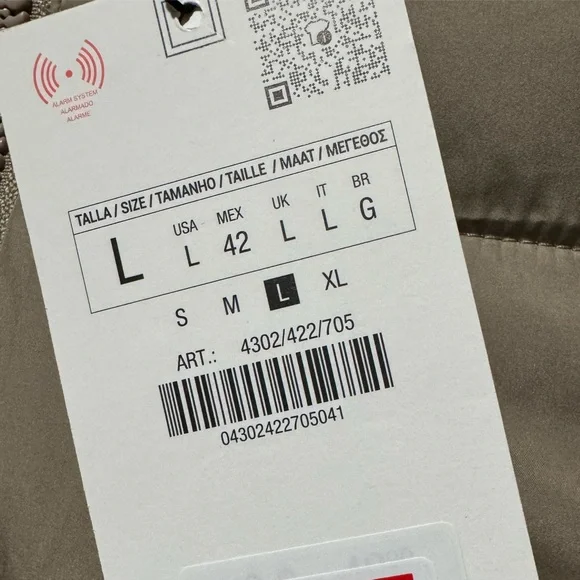 ALARM SYSTEM
ALARMADO
ALARME
TALLA / SIZE / TAMANHO / TAILLE / MAAT / ΜΕΓΕΘΟΣ
L
USA MEX UK IT BR
L 42 L L G
S M L XL
ART.: 4302/422/705
04302422705041